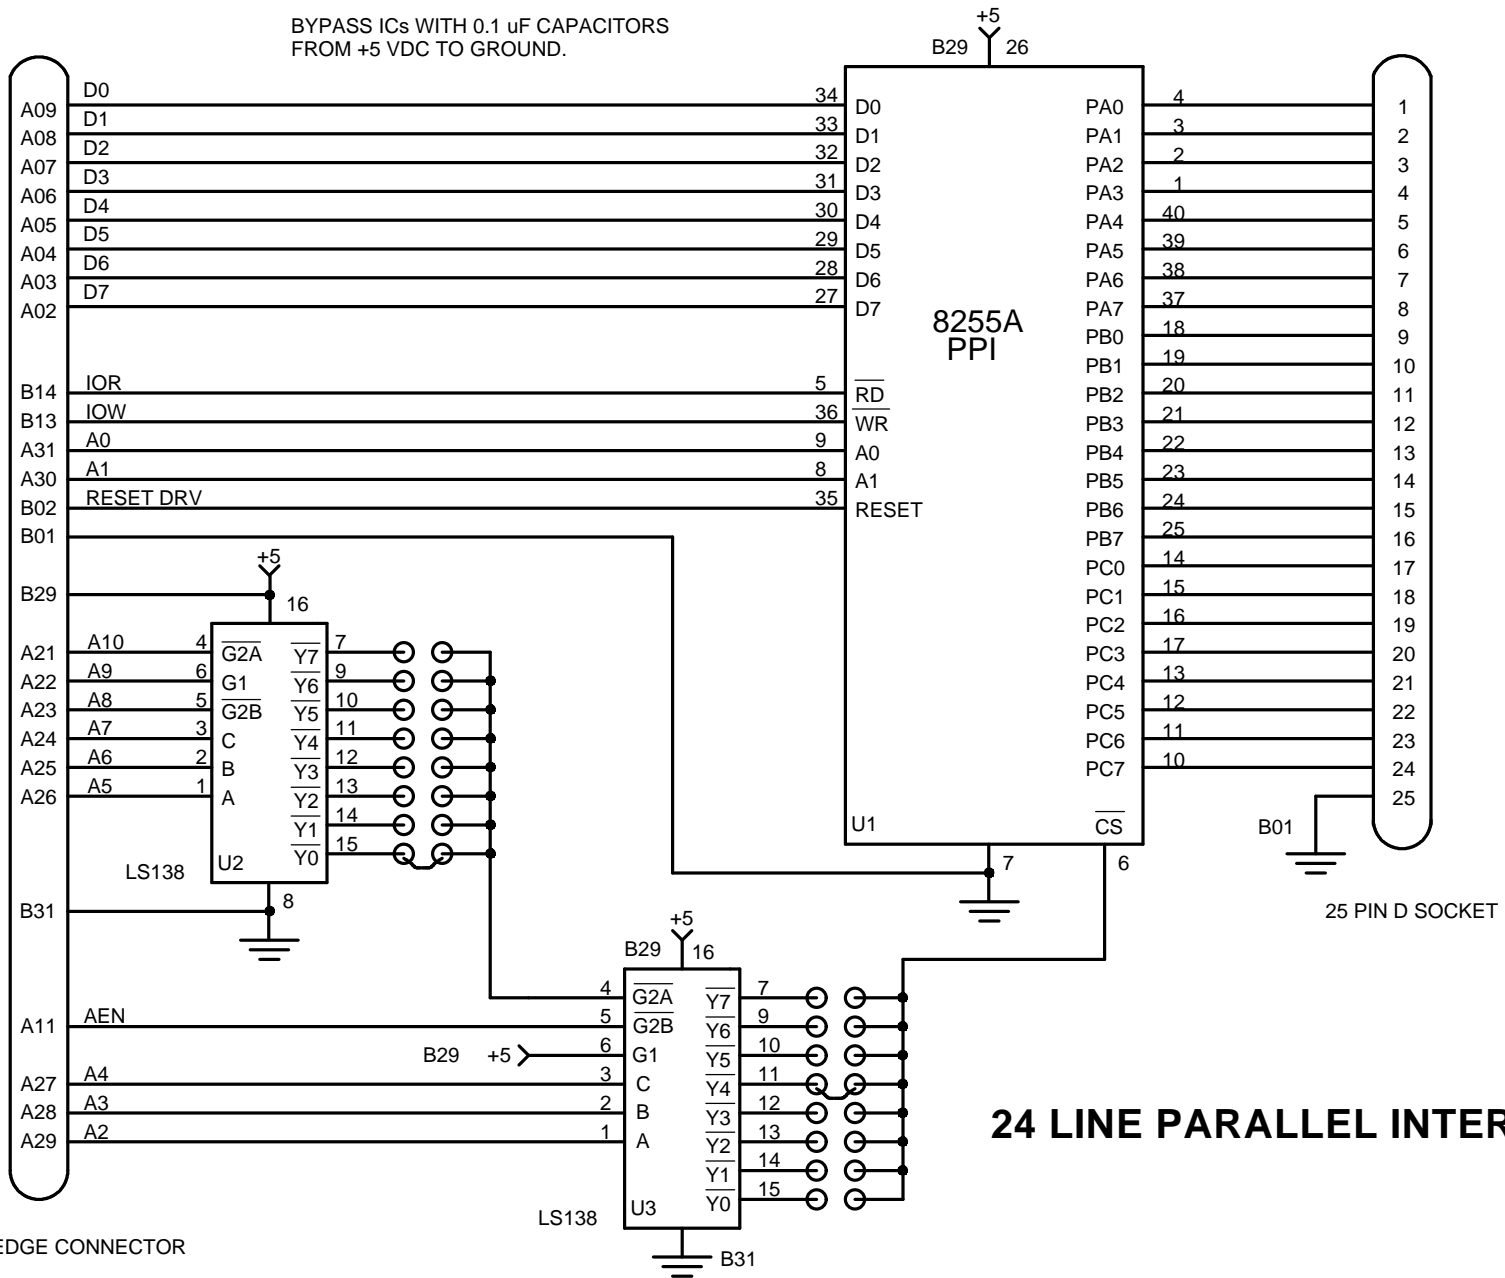 BYPASS ICs WITH 0.1 uF CAPACITORS
FROM +5 VDC TO GROUND.
+5
B29 26
A09 D0 34 D0 PA0 4 1
A08 D1 33 D1 PA1 3 2
A07 D2 32 D2 PA2 2 3
A06 D3 31 D3 PA3 1 4
A05 D4 30 D4 PA4 40 5
A04 D5 29 D5 PA5 39 6
A03 D6 28 D6 PA6 38 7
A02 D7 27 D7 PA7 37 8
8255A
PPI
PB0 18 9
PB1 19 10
B14 IOR 5 RD PB2 20 11
B13 IOW 36 WR PB3 21 12
A31 A0 9 A0 PB4 22 13
A30 A1 8 A1 PB5 23 14
B02 RESET DRV 35 RESET PB6 24 15
B01 PB7 25 16
+5 PC0 14 17
B29 16 PC1 15 18
PC2 16 19
A21 A10 4 G2A Y7 7 PC3 17 20
A22 A9 6 G1 Y6 9 PC4 13 21
A23 A8 5 G2B Y5 10 PC5 12 22
A24 A7 3 C Y4 11 PC6 11 23
A25 A6 2 B Y3 12 PC7 10 24
A26 A5 1 A Y2 13 25
Y1 14 U1 CS B01
LS138 U2 Y0 15 7 6
B31 8 25 PIN D SOCKET
+5
B29 16
4 G2A Y7 7
A11 AEN 5 G2B Y6 9
B29 +5 6 G1 Y5 10
A27 A4 3 C Y4 11
A28 A3 2 B Y3 12
A29 A2 1 A Y2 13
24 LINE PARALLEL INTER
Y1 14
LS138 U3 Y0 15
EDGE CONNECTOR
B31